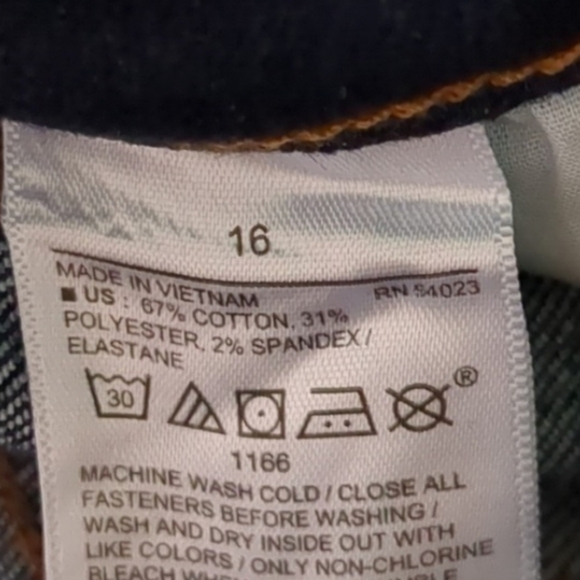 16
MADE IN VIETNAM RN 54023
US : 67% COTTON, 31%
POLYESTER, 2% SPANDEX /
ELASTANE
30 ®
1166
MACHINE WASH COLD / CLOSE ALL
FASTENERS BEFORE WASHING /
WASH AND DRY INSIDE OUT WITH
LIKE COLORS / ONLY NON-CHLORINE
BLEACH